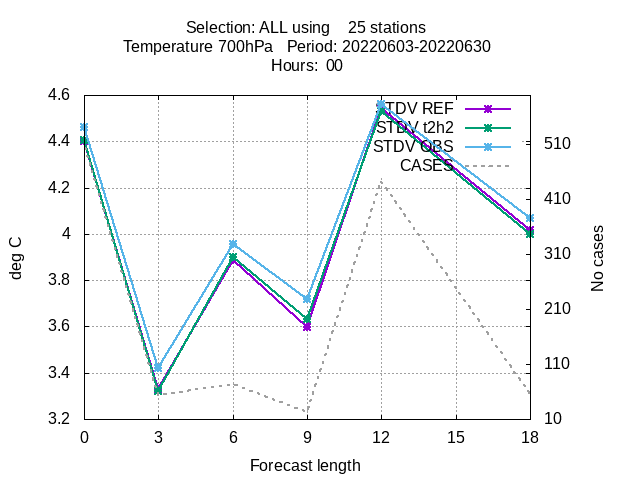 Selection: ALL using 25 stations
Temperature 700hPa Period: 20220603-20220630
Hours: 00
STDV REF
STDV t2h2
STDV OBS
CASES
4.6
4.4
4.2
4
3.8
3.6
3.4
3.2
deg C
510
410
310
210
110
10
No cases
0 3 6 9 12 15 18
Forecast length